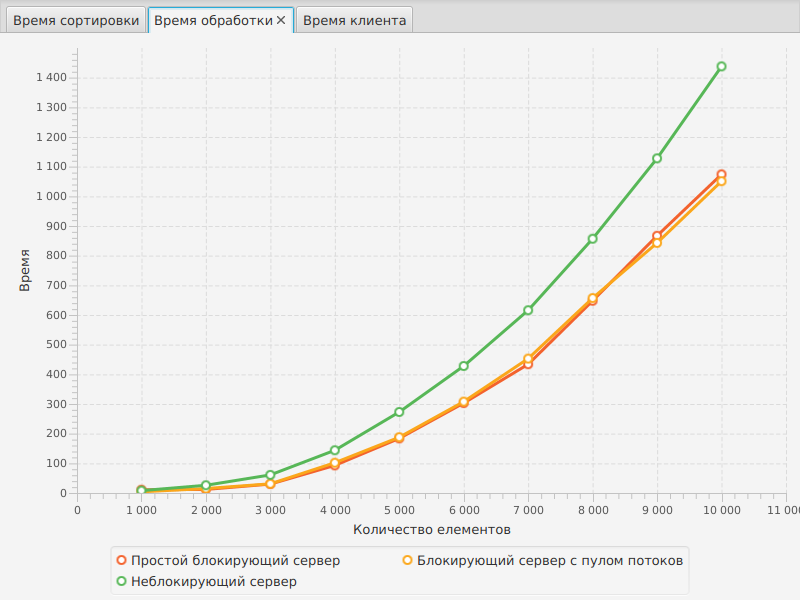 Время сортировки Время обработки Время клиента
1 400
1 300
1 200
1 100
1 000
900
800
700
600
500
400
300
200
100
0
Время
0 1 000 2 000 3 000 4 000 5 000 6 000 7 000 8 000 9 000 10 000 11 000
Количество елементов
Простой блокирующий сервер Блокирующий сервер с пулом потоков
Неблокирующий сервер